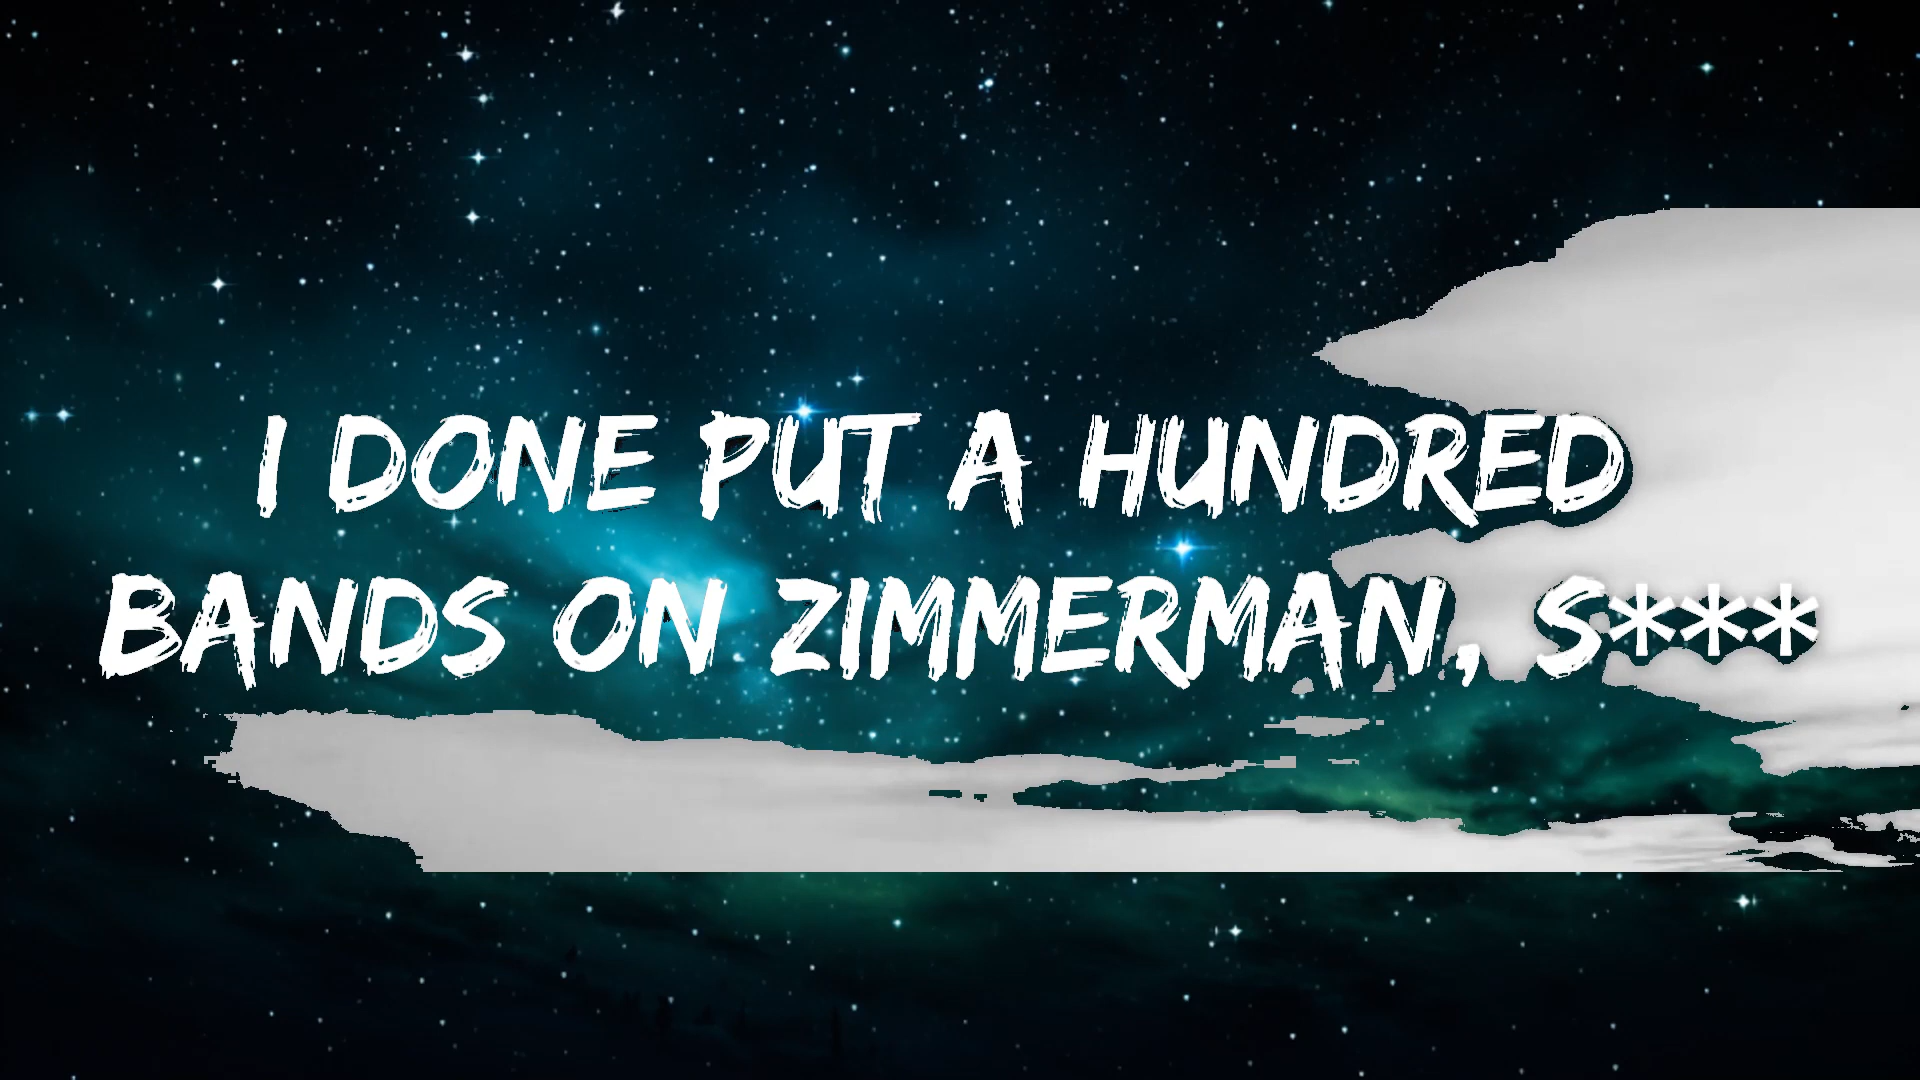 I DONE PUT A HUNDRED
BANDS ON ZIMMERMAN, S***